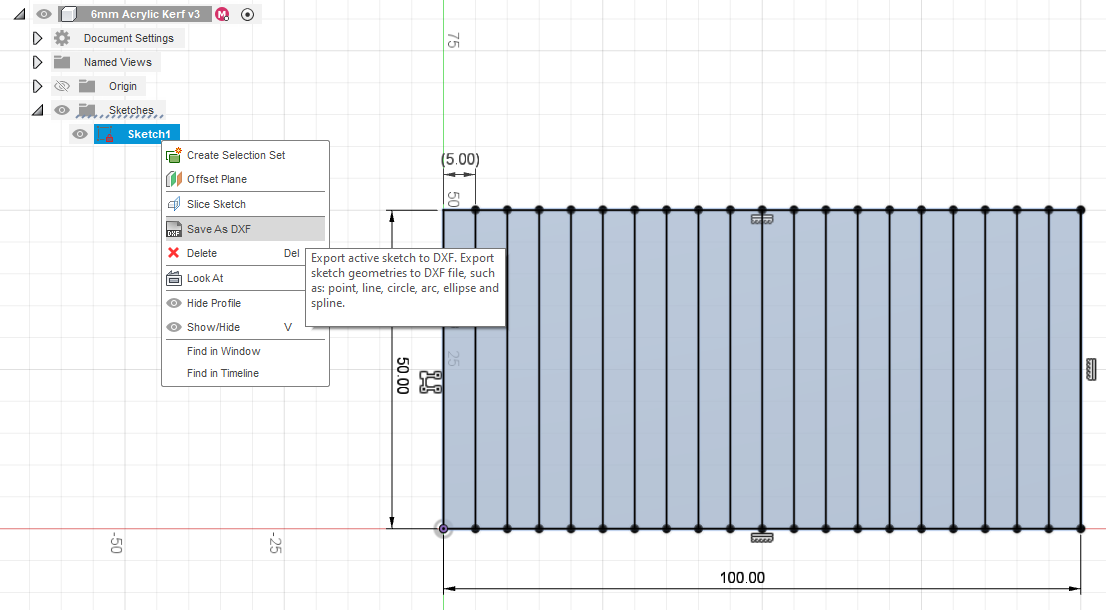 6mm Acrylic Kerf v3
M
Document Settings
Named Views
Origin
Sketches
Sketch1
Create Selection Set
Offset Plane
Slice Sketch
DXF
Save As DXF
Delete Del
Look At
Hide Profile
Show/Hide V
Find in Window
Find in Timeline
Export active sketch to DXF. Export
sketch geometries to DXF file, such
as: point, line, circle, arc, ellipse and
spline.
75
(5.00)
50
25
50.00
-50
-25
100.00